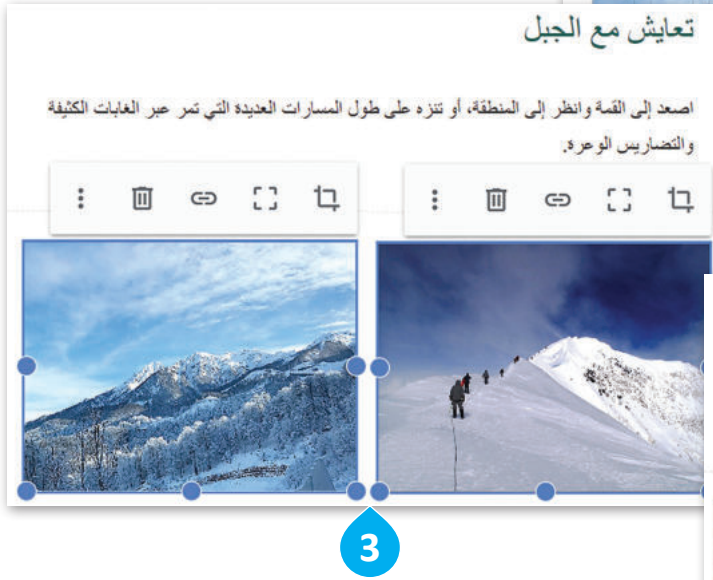 تعايش مع الجبل
اصعد إلى القمة وانظر إلى المنطقة، أو تنزه على طول المسارات العديدة التي تمر عبر الغابات الكثيفة
والتضاريس الوعرة.
3